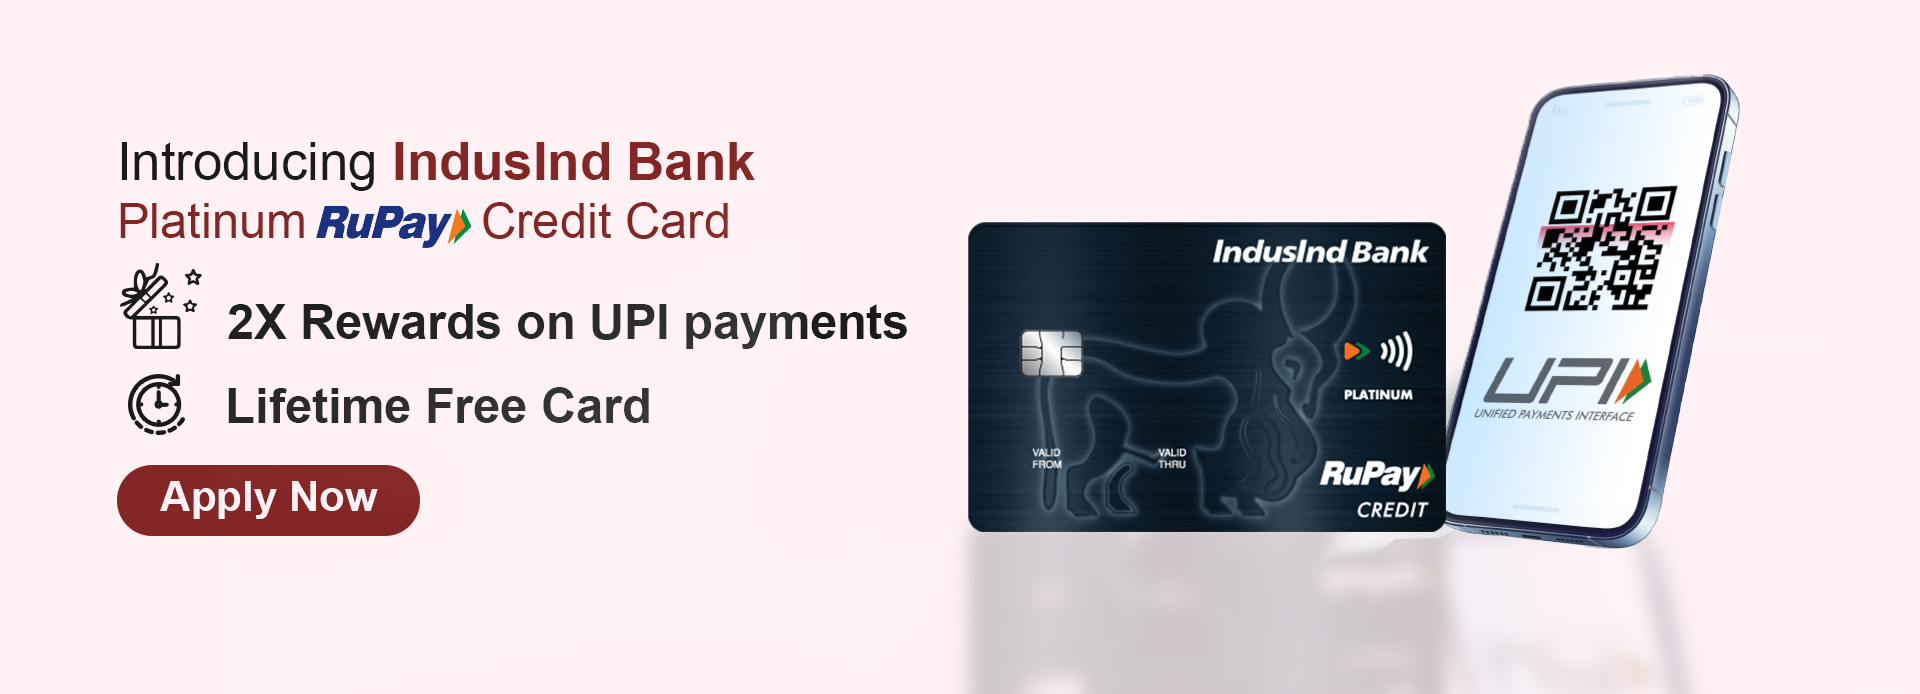 Introducing IndusInd Bank
Platinum RuPay Credit Card
2X Rewards on UPI payments
Lifetime Free Card
Apply Now
IndusInd Bank
PLATINUM
VALID
FROM
VALID
THRU
RuPay
CREDIT
UPI
UNIFIED PAYMENTS INTERFACE